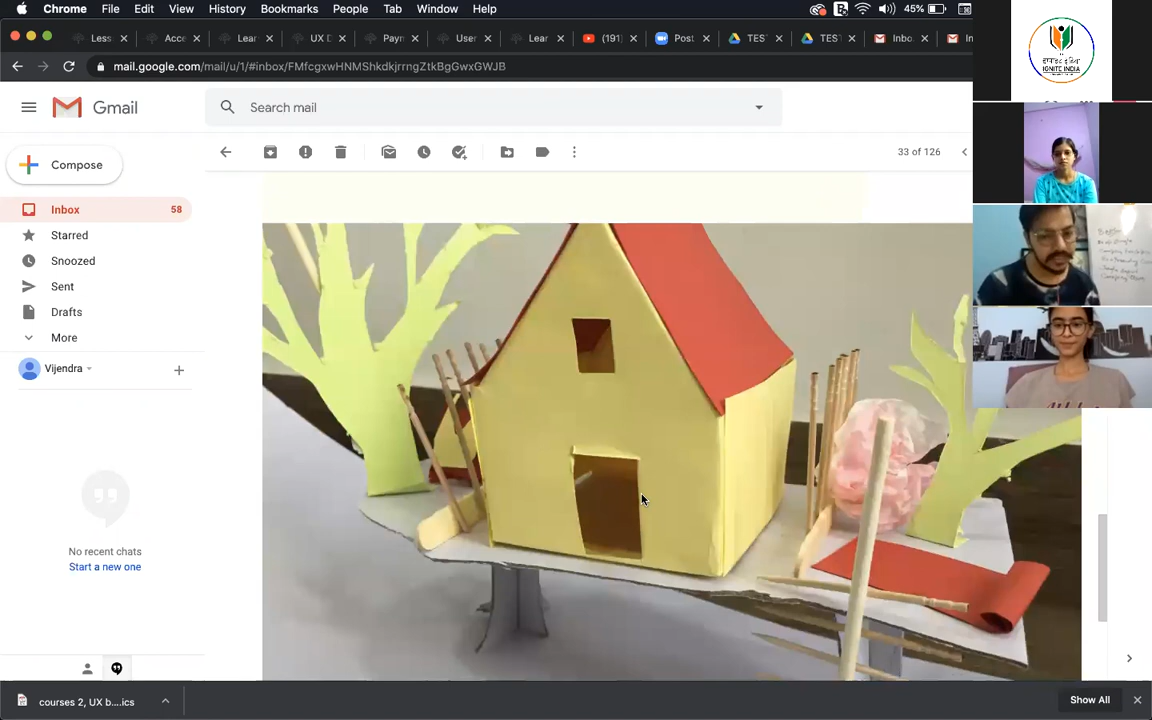 Chrome File Edit View History Bookmarks People Tab Window Help 45%
Less Acce Lear UX D Payn User Lear (191) Post TES TEST Inbo. In
mail.google.com/mail/u/1/#inbox/FMfcgxwHNMShkdkjrrngZtkBgGwxGWJB
Gmail
Search mail
Compose
33 of 126
Inbox 58
Starred
Snoozed
Sent
Drafts
More
Vijendra
No recent chats
Start a new one
courses 2, UX b....ics
Show All
IGNITE INDIA